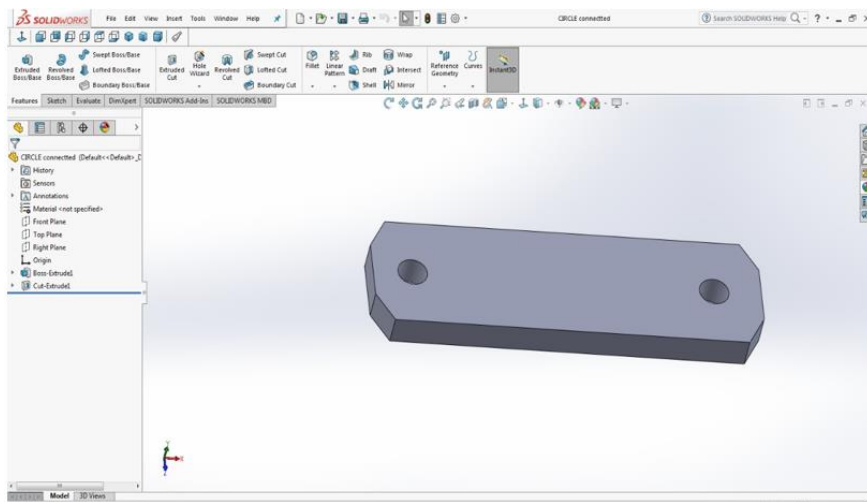 SOLIDWORKS File Edit View Insert Tools Window Help CIRCLE connectted Search SOLIDWORKS Help
Extruded Boss/Base
Revolved Boss/Base
Swept Boss/Base
Lofted Boss/Base
Boundary Boss/Base
Extruded Cut
Hole Wizard
Revolved Cut
Swept Cut
Lofted Cut
Boundary Cut
Fillet
Linear Pattern
Rib
Draft
Shell
Wrap
Intersect
Mirror
Reference Geometry
Curves
Instant3D
Features Sketch Evaluate DimXpert SOLIDWORKS Add-Ins SOLIDWORKS MBD
CIRCLE connectted (Default<<Default>_D
History
Sensors
Annotations
Material <not specified>
Front Plane
Top Plane
Right Plane
Origin
Boss-Extrude1
Cut-Extrude1
Model 3D Views